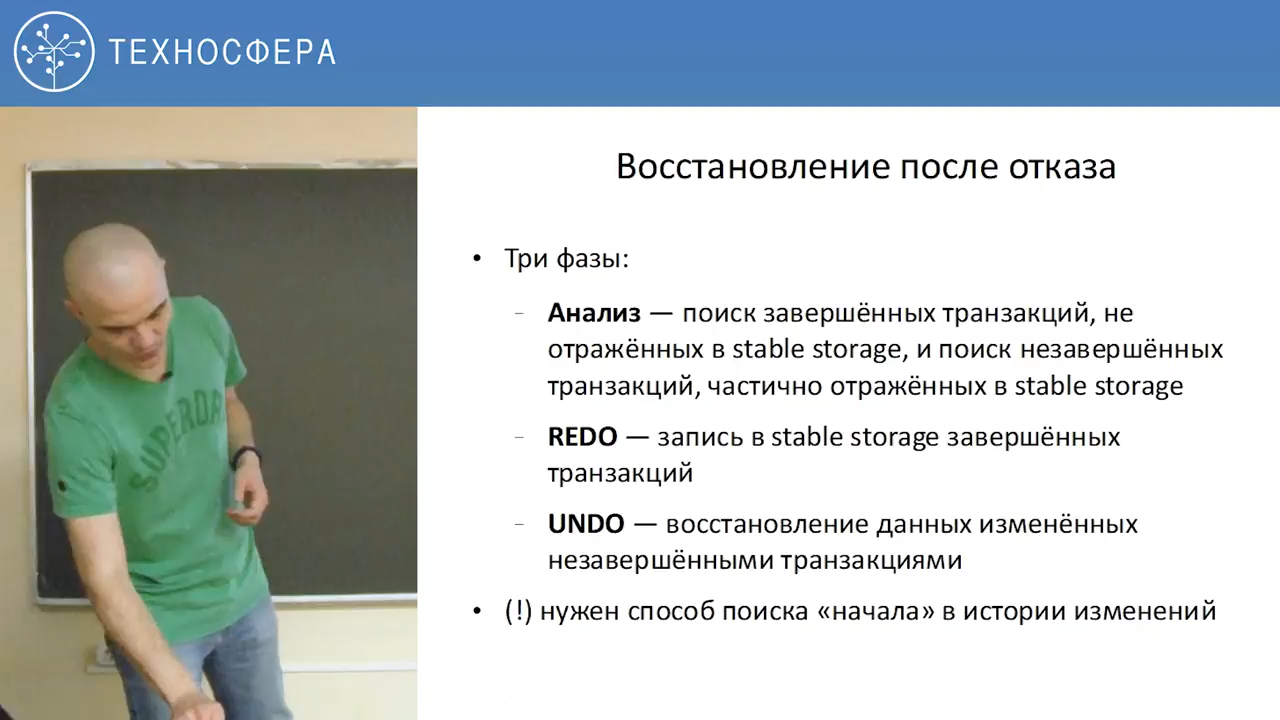 ТЕХНОСФЕРА
Восстановление после отказа
• Три фазы:
– Анализ — поиск завершённых транзакций, не
отражённых в stable storage, и поиск незавершённых
транзакций, частично отражённых в stable storage
– REDO — запись в stable storage завершённых
транзакций
– UNDO — восстановление данных изменённых
незавершёнными транзакциями
• (!) нужен способ поиска «начала» в истории изменений